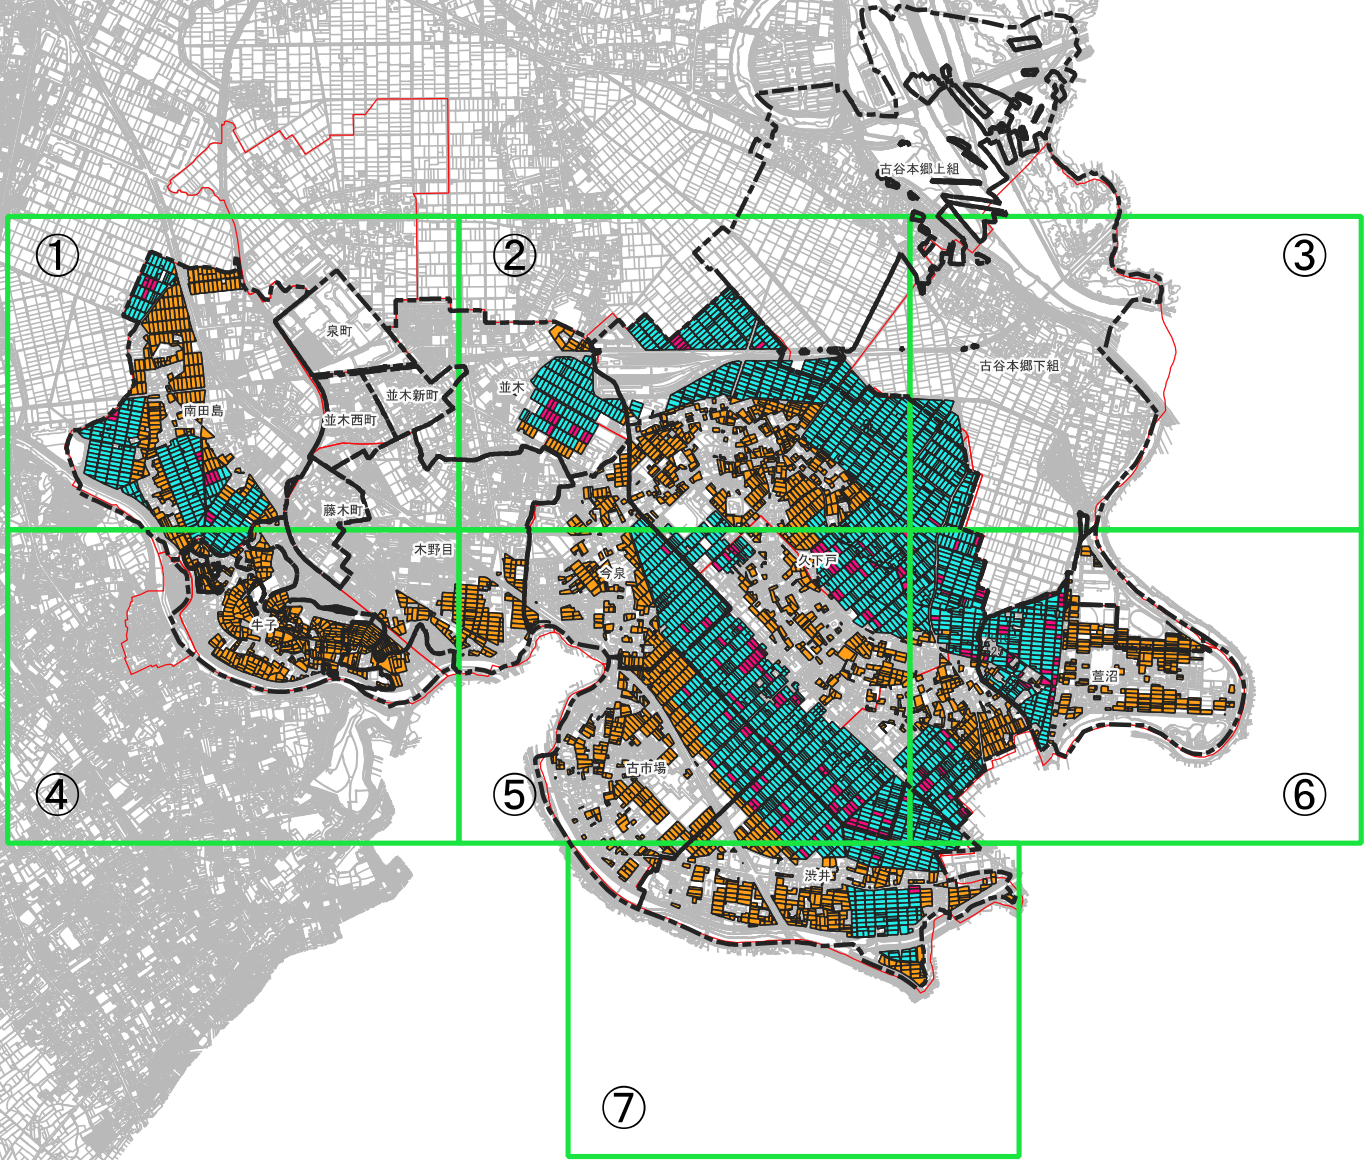 古谷本郷上組
①
②
③
泉町
古谷本郷下組
並木
並木新町
南田島
並木西町
藤木町
木野目
久下戸
今泉
牛子
萱沼
古市場
④
⑤
⑥
渋井
⑦